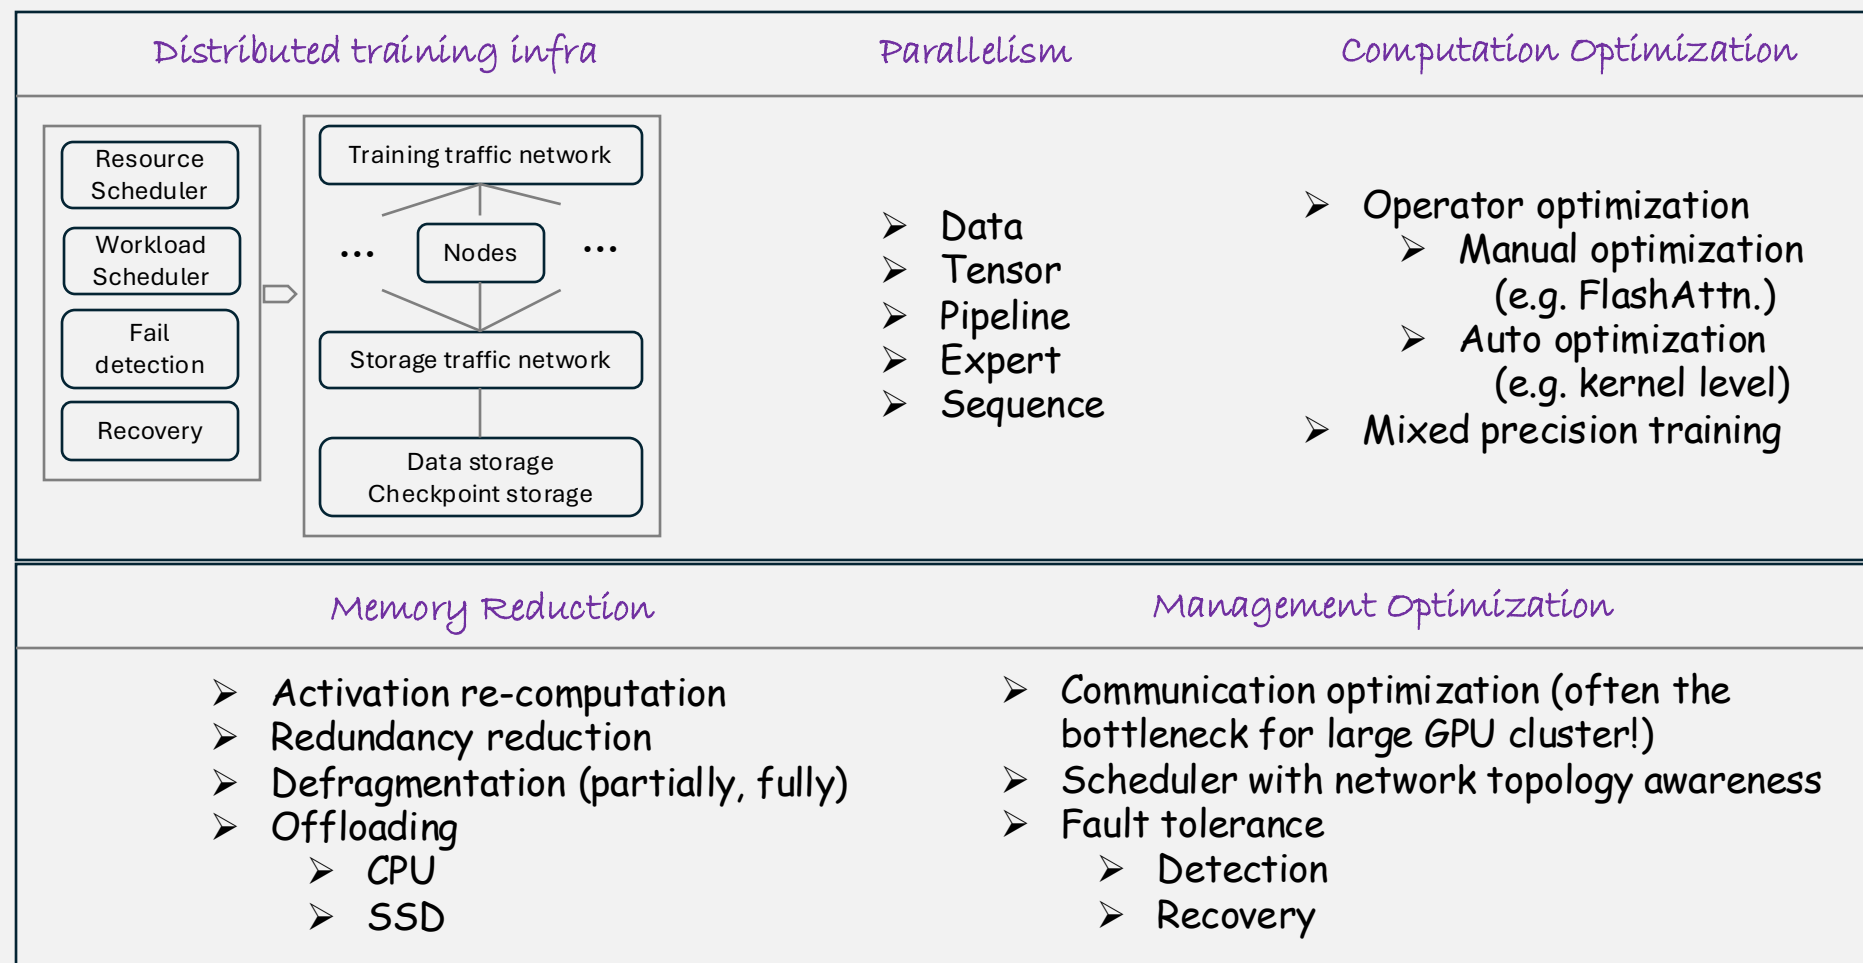 Distributed training infra
Parallelism
Computation Optimization
Resource
Scheduler
Workload
Scheduler
Fail
detection
Recovery
Training traffic network
...
Nodes
...
Storage traffic network
Data storage
Checkpoint storage
➢ Data
➢ Tensor
➢ Pipeline
➢ Expert
➢ Sequence
➢ Operator optimization
➢ Manual optimization
(e.g. FlashAttn.)
➢ Auto optimization
(e.g. kernel level)
➢ Mixed precision training
Memory Reduction
Management Optimization
➢ Activation re-computation
➢ Redundancy reduction
➢ Defragmentation (partially, fully)
➢ Offloading
➢ CPU
➢ SSD
➢ Communication optimization (often the
bottleneck for large GPU cluster!)
➢ Scheduler with network topology awareness
➢ Fault tolerance
➢ Detection
➢ Recovery